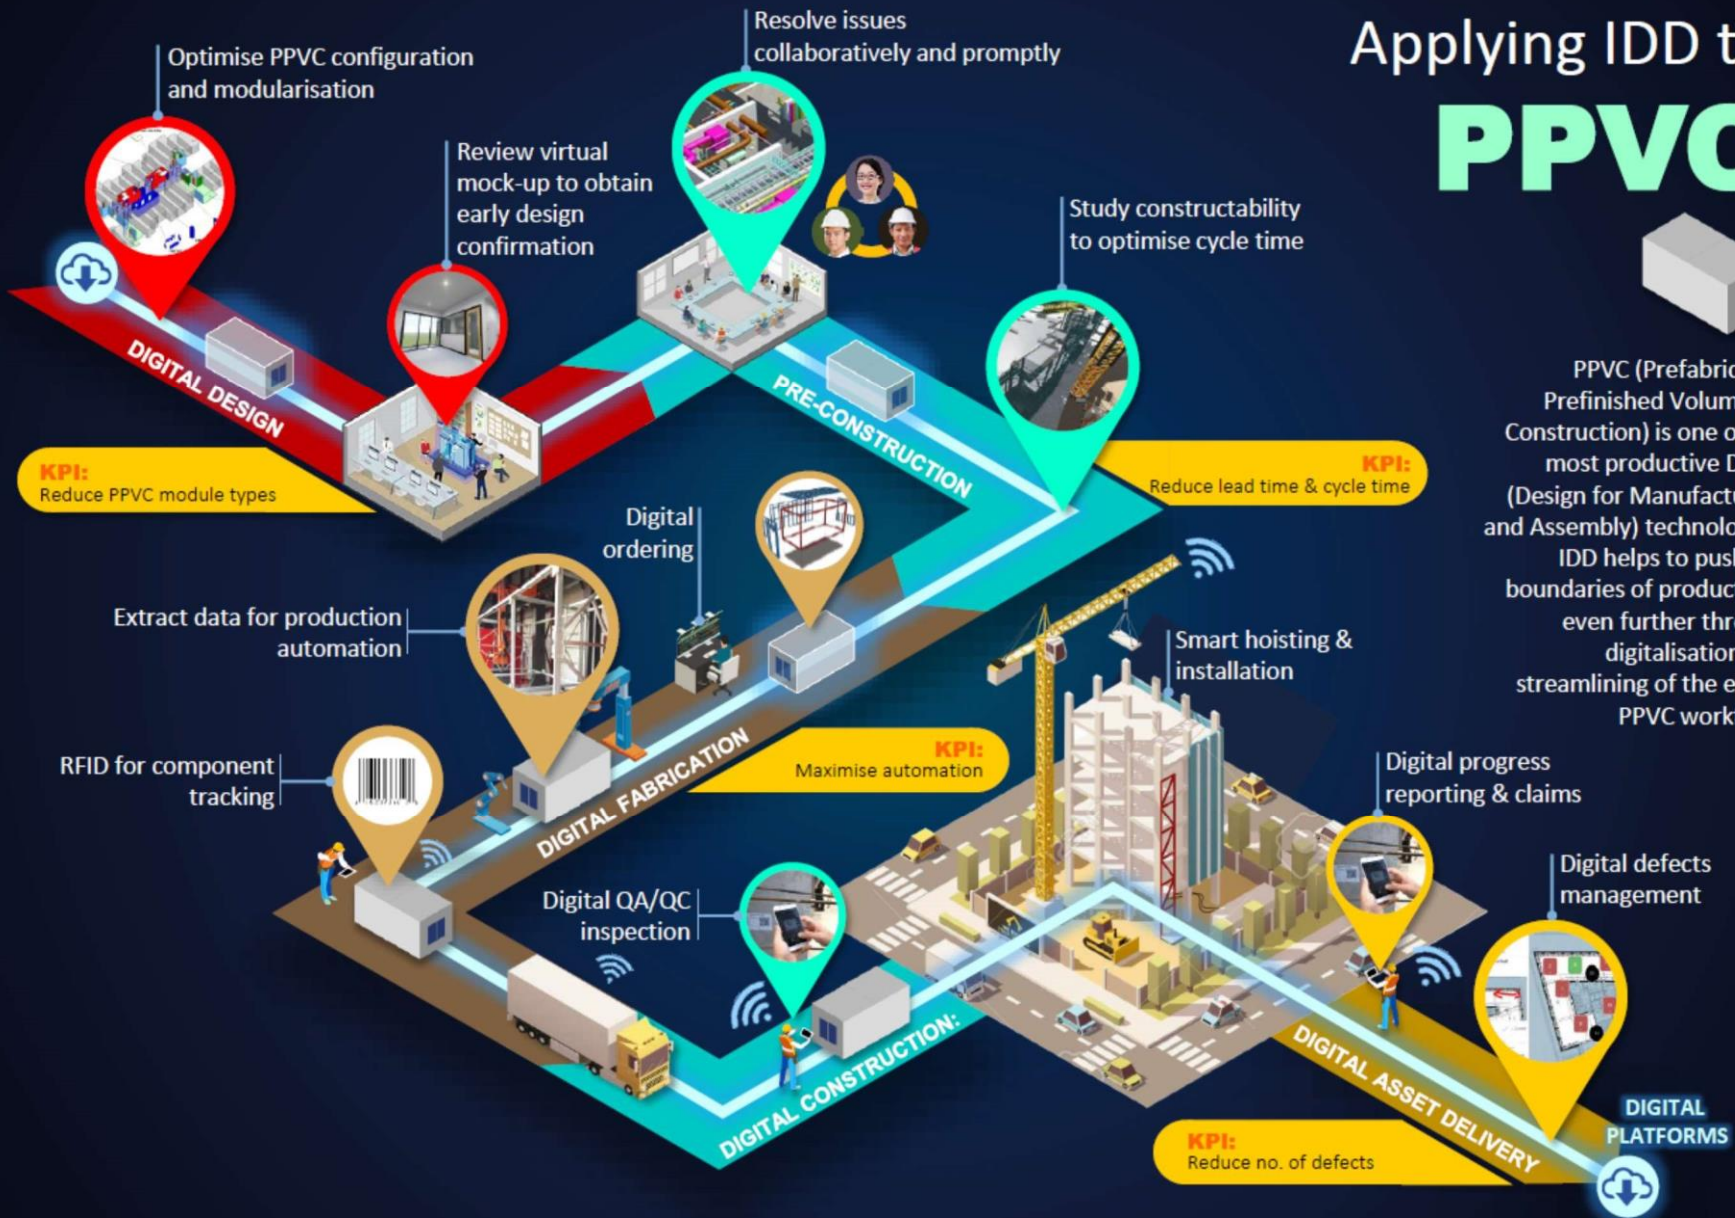 Applying IDD t
PPVC
Optimise PPVC configuration
and modularisation
Resolve issues
collaboratively and promptly
Review virtual
mock-up to obtain
early design
confirmation
Study constructability
to optimise cycle time
DIGITAL DESIGN
PRE-CONSTRUCTION
KPI:
Reduce PPVC module types
KPI:
Reduce lead time & cycle time
PPVC (Prefabric
Prefinished Volum
Construction) is one o
most productive D
(Design for Manufactu
and Assembly) technolo
IDD helps to push
boundaries of product
even further thr
digitalisation
streamlining of the e
PPVC work
Digital
ordering
Extract data for production
automation
Smart hoisting &
installation
RFID for component
tracking
DIGITAL FABRICATION
KPI:
Maximise automation
Digital progress
reporting & claims
Digital QA/QC
inspection
Digital defects
management
DIGITAL CONSTRUCTION:
DIGITAL ASSET DELIVERY
KPI:
Reduce no. of defects
DIGITAL
PLATFORMS